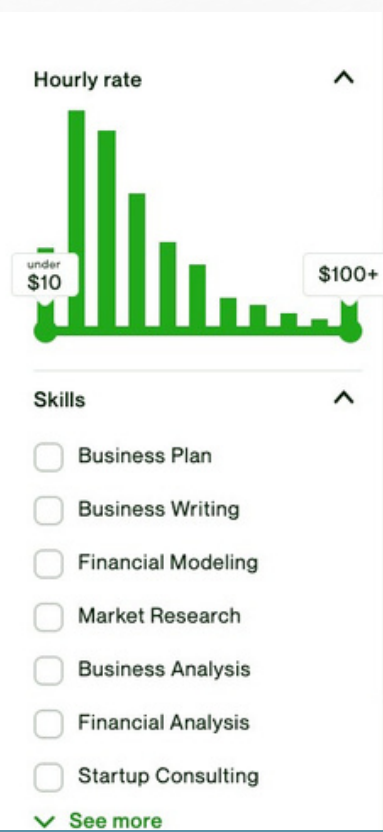 Hourly rate
under
$10
$100+
Skills
Business Plan
Business Writing
Financial Modeling
Market Research
Business Analysis
Financial Analysis
Startup Consulting
See more